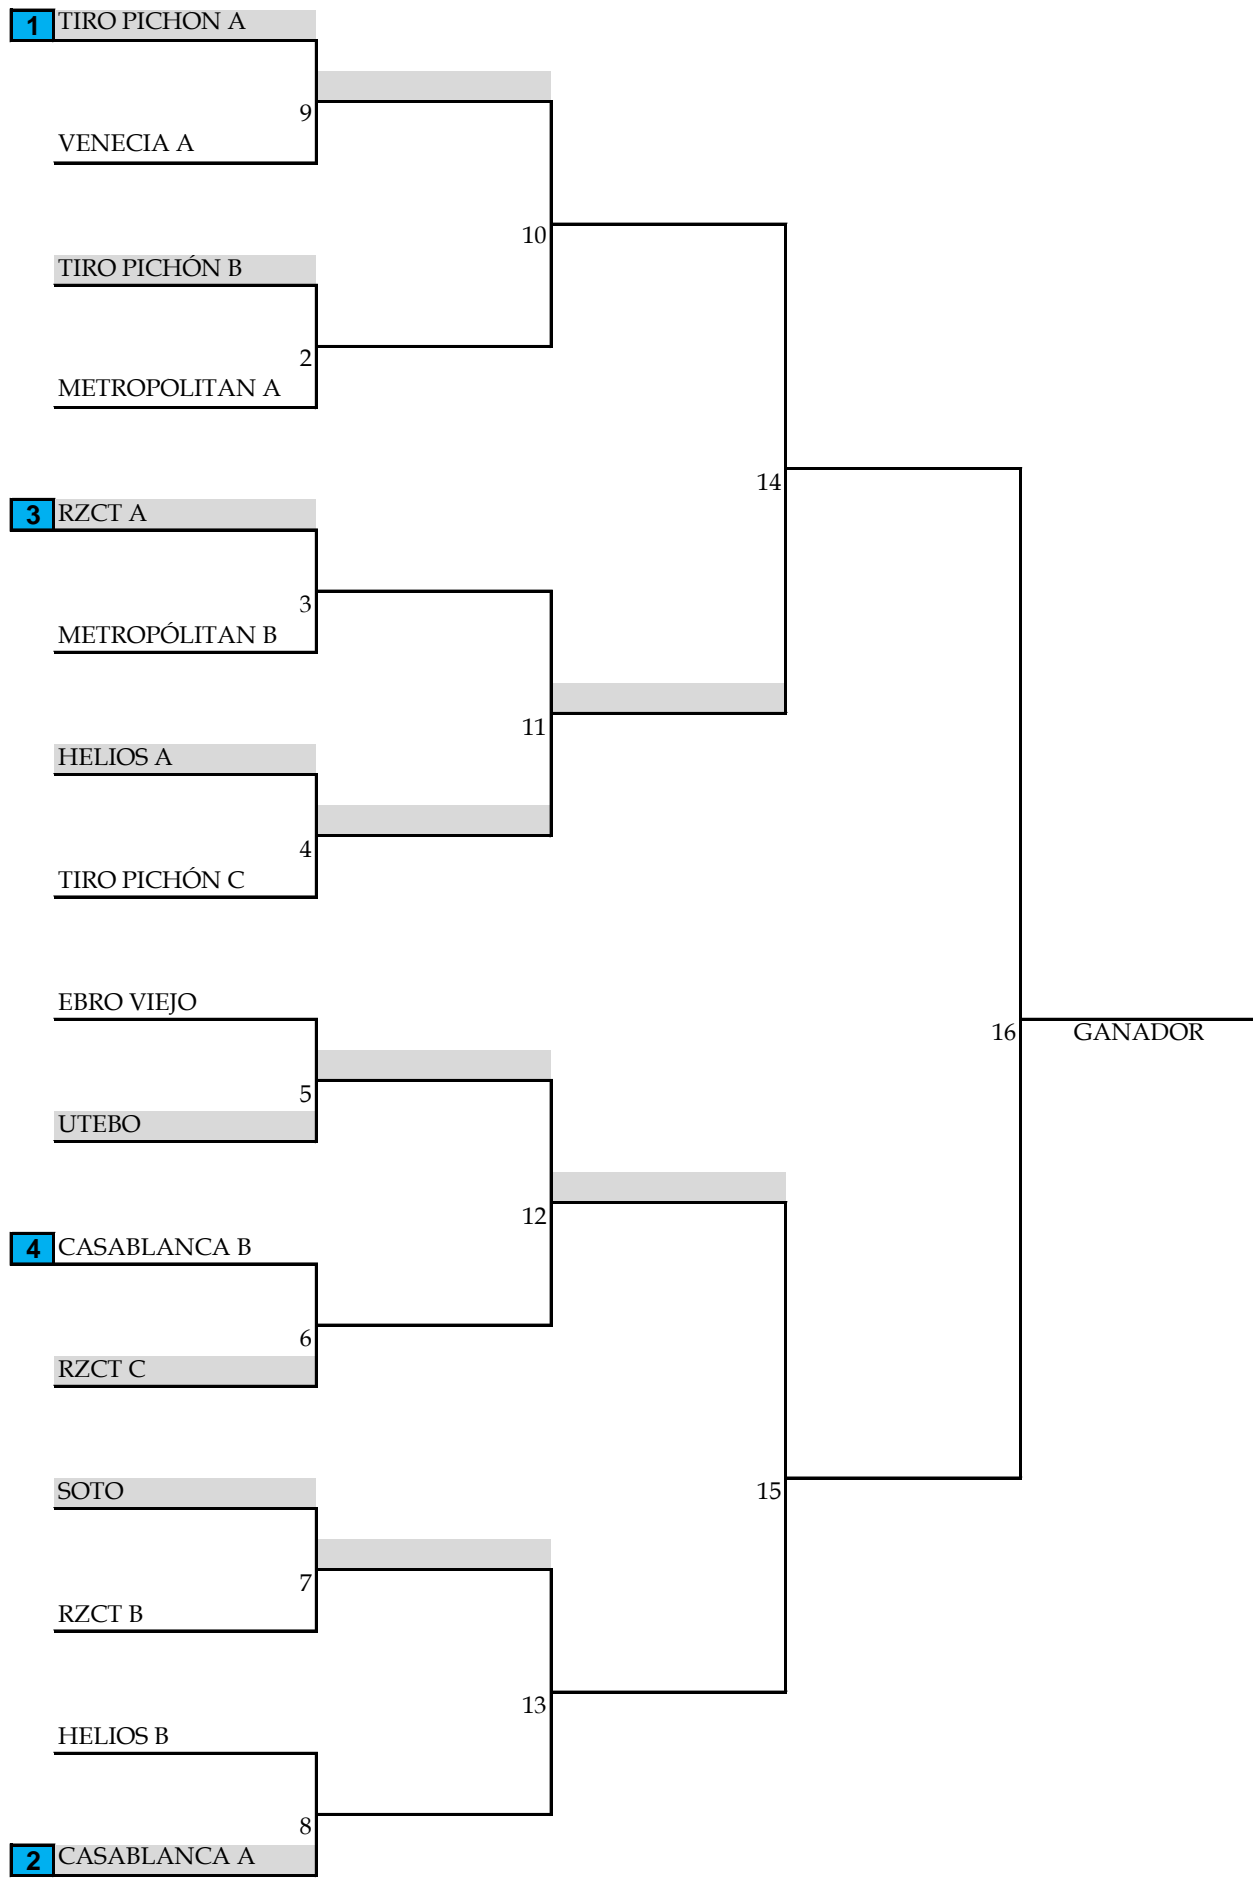 1 TIRO PICHON A
9
VENECIA A
10
TIRO PICHÓN B
2
METROPOLITAN A
14
3 RZCT A
3
METROPÓLITAN B
11
HELIOS A
4
TIRO PICHÓN C
EBRO VIEJO
16 GANADOR
5
UTEBO
12
4 CASABLANCA B
6
RZCT C
SOTO
15
7
RZCT B
13
HELIOS B
8
2 CASABLANCA A